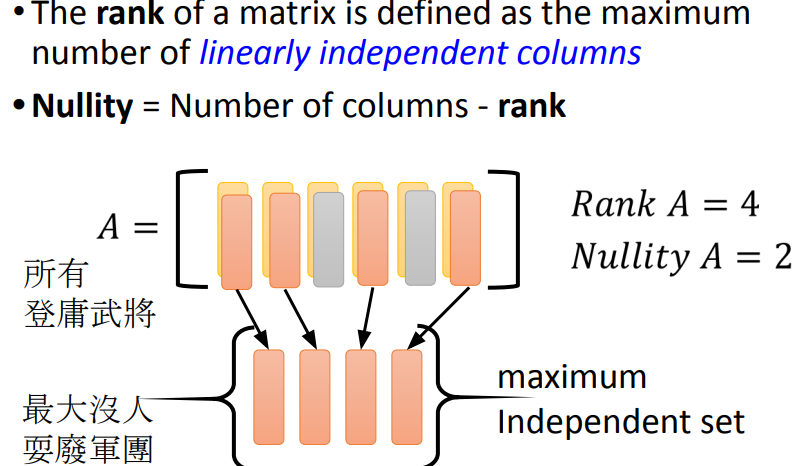 • The rank of a matrix is defined as the maximum
number of linearly independent columns
• Nullity = Number of columns - rank
A =
Rank A = 4
Nullity A = 2
所有
登庸武將
maximum
Independent set
最大沒人
耍廢軍團